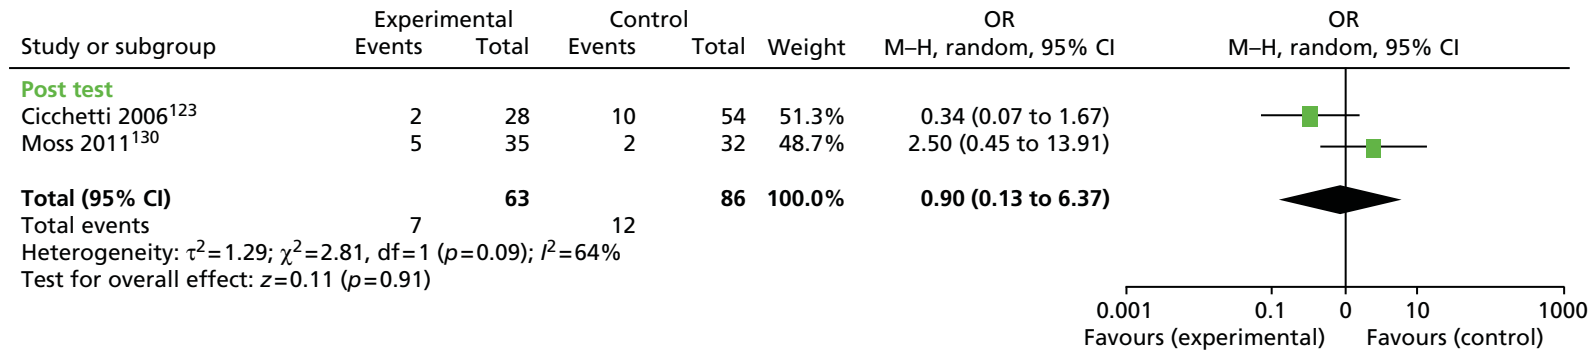 Experimental Control OR OR
Study or subgroup Events Total Events Total Weight M–H, random, 95% CI M–H, random, 95% CI
Post test
Cicchetti 2006¹²³ 2 28 10 54 51.3% 0.34 (0.07 to 1.67)
Moss 2011¹³⁰ 5 35 2 32 48.7% 2.50 (0.45 to 13.91)
Total (95% CI) 63 86 100.0% 0.90 (0.13 to 6.37)
Total events 7 12
Heterogeneity: τ²=1.29; χ²=2.81, df=1 (p=0.09); I²=64%
Test for overall effect: z=0.11 (p=0.91)
0.001 0.1 0 10 1000
Favours (experimental) Favours (control)